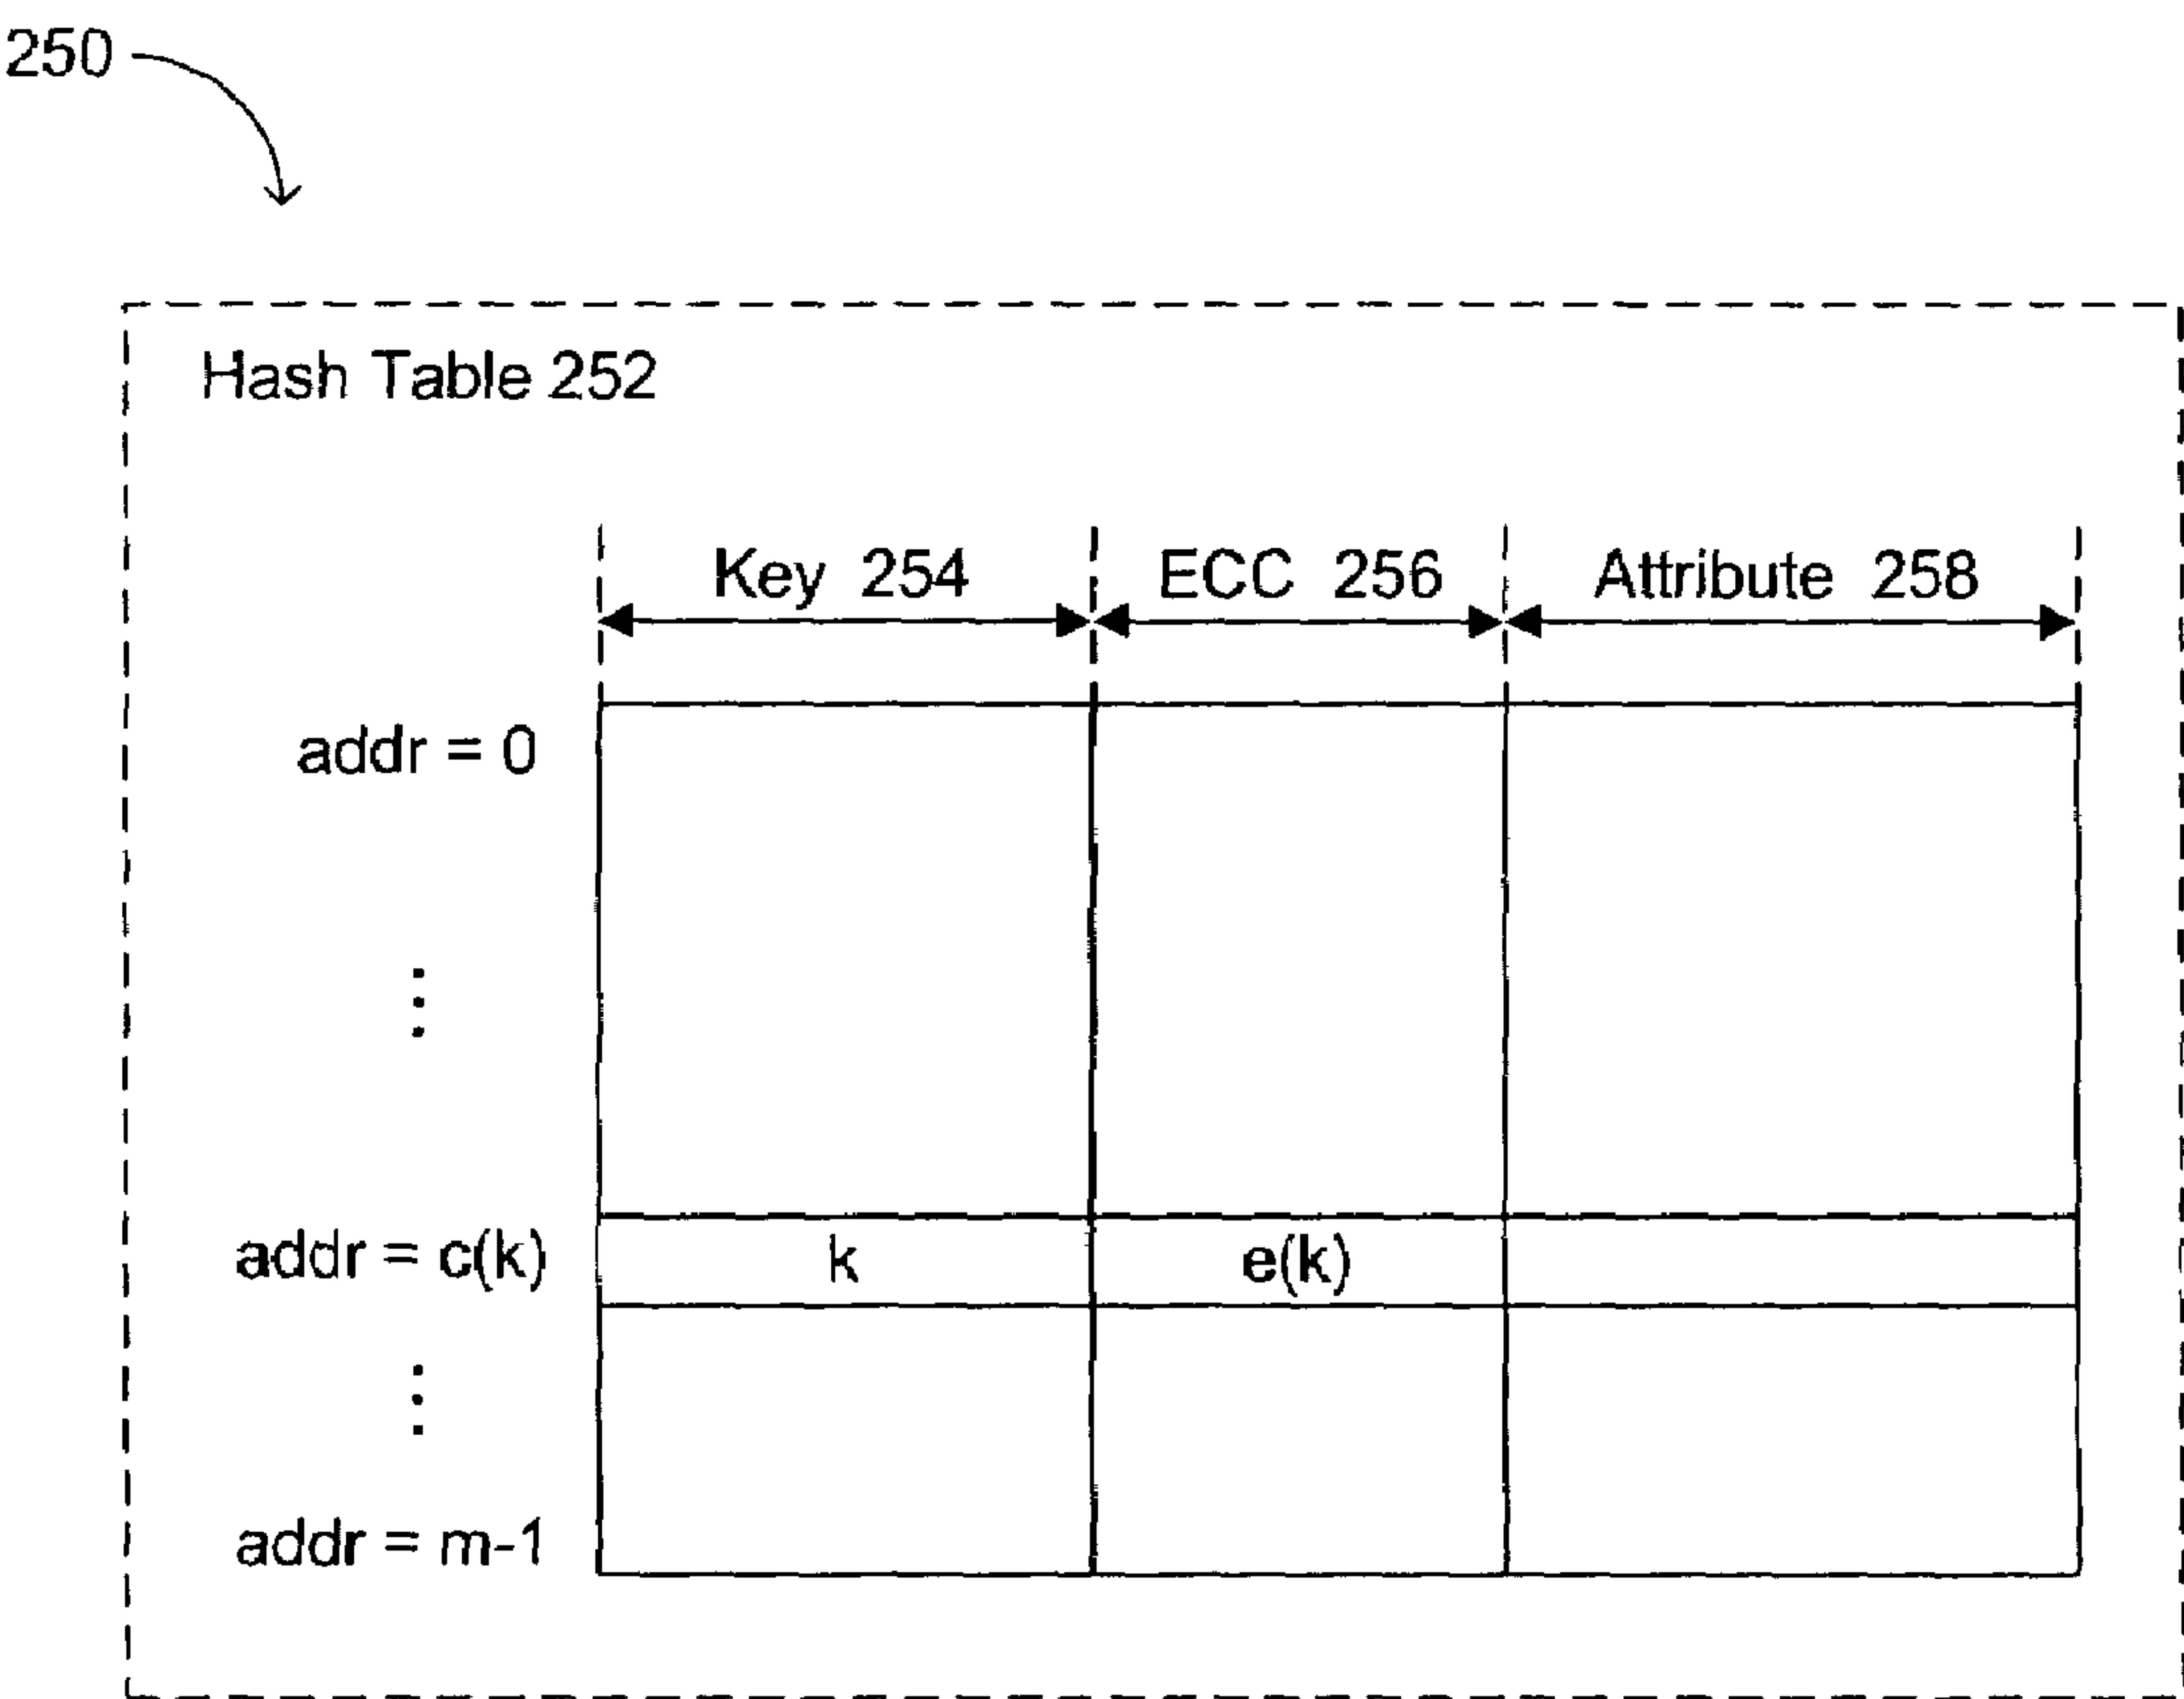 250
Hash Table 252
Key 254 ECC 256 Attribute 258
addr = 0
addr = c(k) k e(k)
addr = m-1